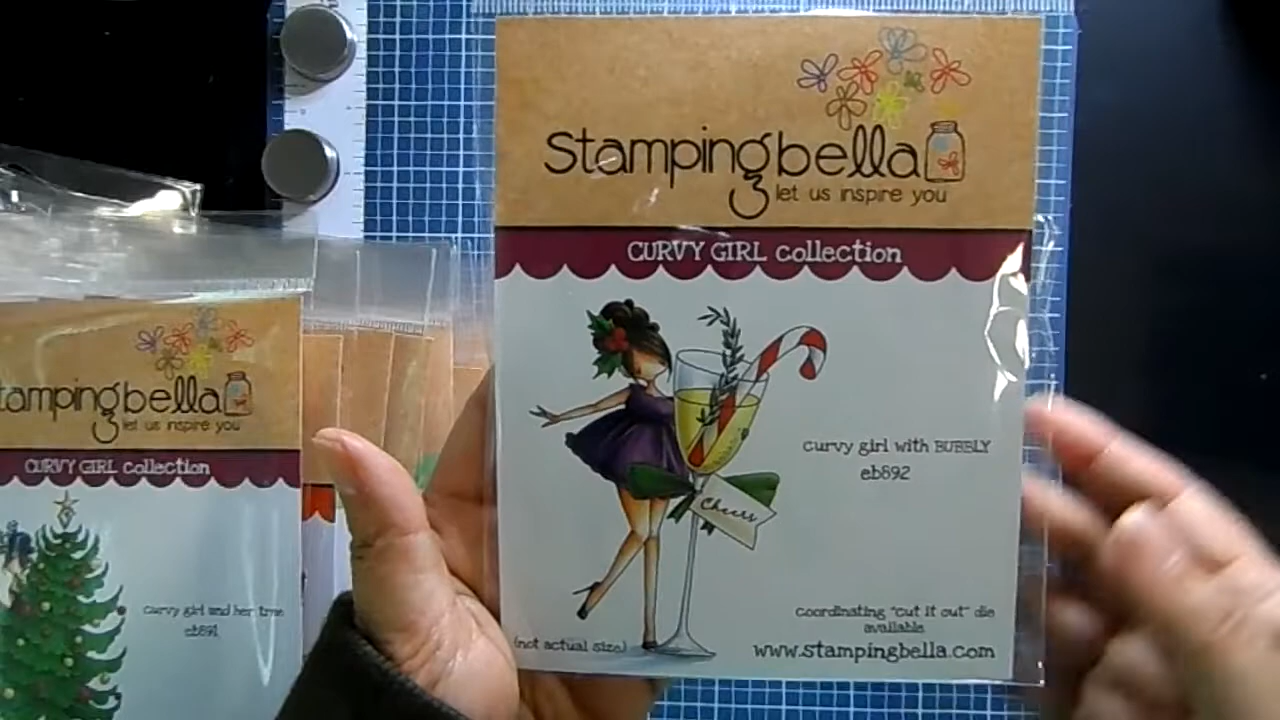 Stampingbella
let us inspire you
CURVY GIRL collection
curvy girl with BUBBLY
eb892
Cheers
coordinating "cut it out" die
available
(not actual size)
www.stampingbella.com
tampingbella
let us inspire you
CURVY GIRL collection
curvy girl and her tree
eb891